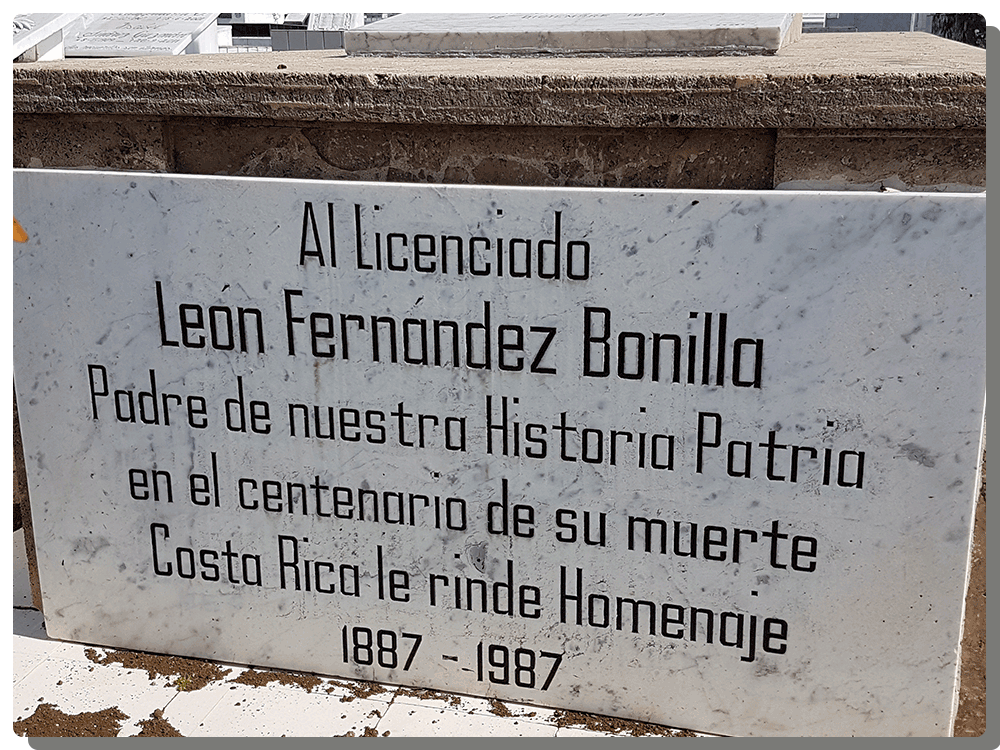 Al Licenciado
León Fernández Bonilla
Padre de nuestra Historia Patria
en el centenario de su muerte
Costa Rica le rinde Homenaje
1887 - 1987